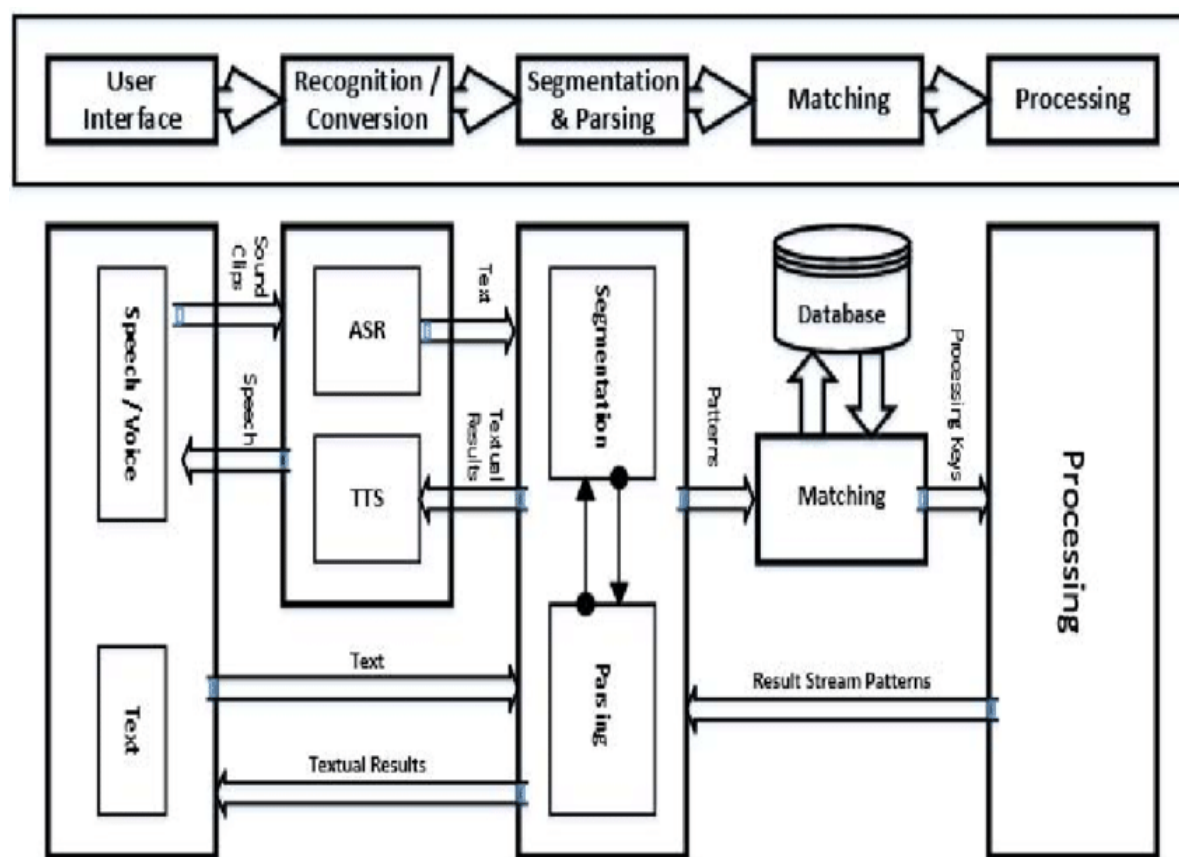 User
Interface
Recognition /
Conversion
Segmentation
& Parsing
Matching
Processing
Speech / Voice
Text
Sound
Clips
Speech
ASR
TTS
Text
Textual
Results
Text
Textual Results
Segmentation
Parsing
Patterns
Database
Matching
Processing Keys
Result Stream Patterns
Processing